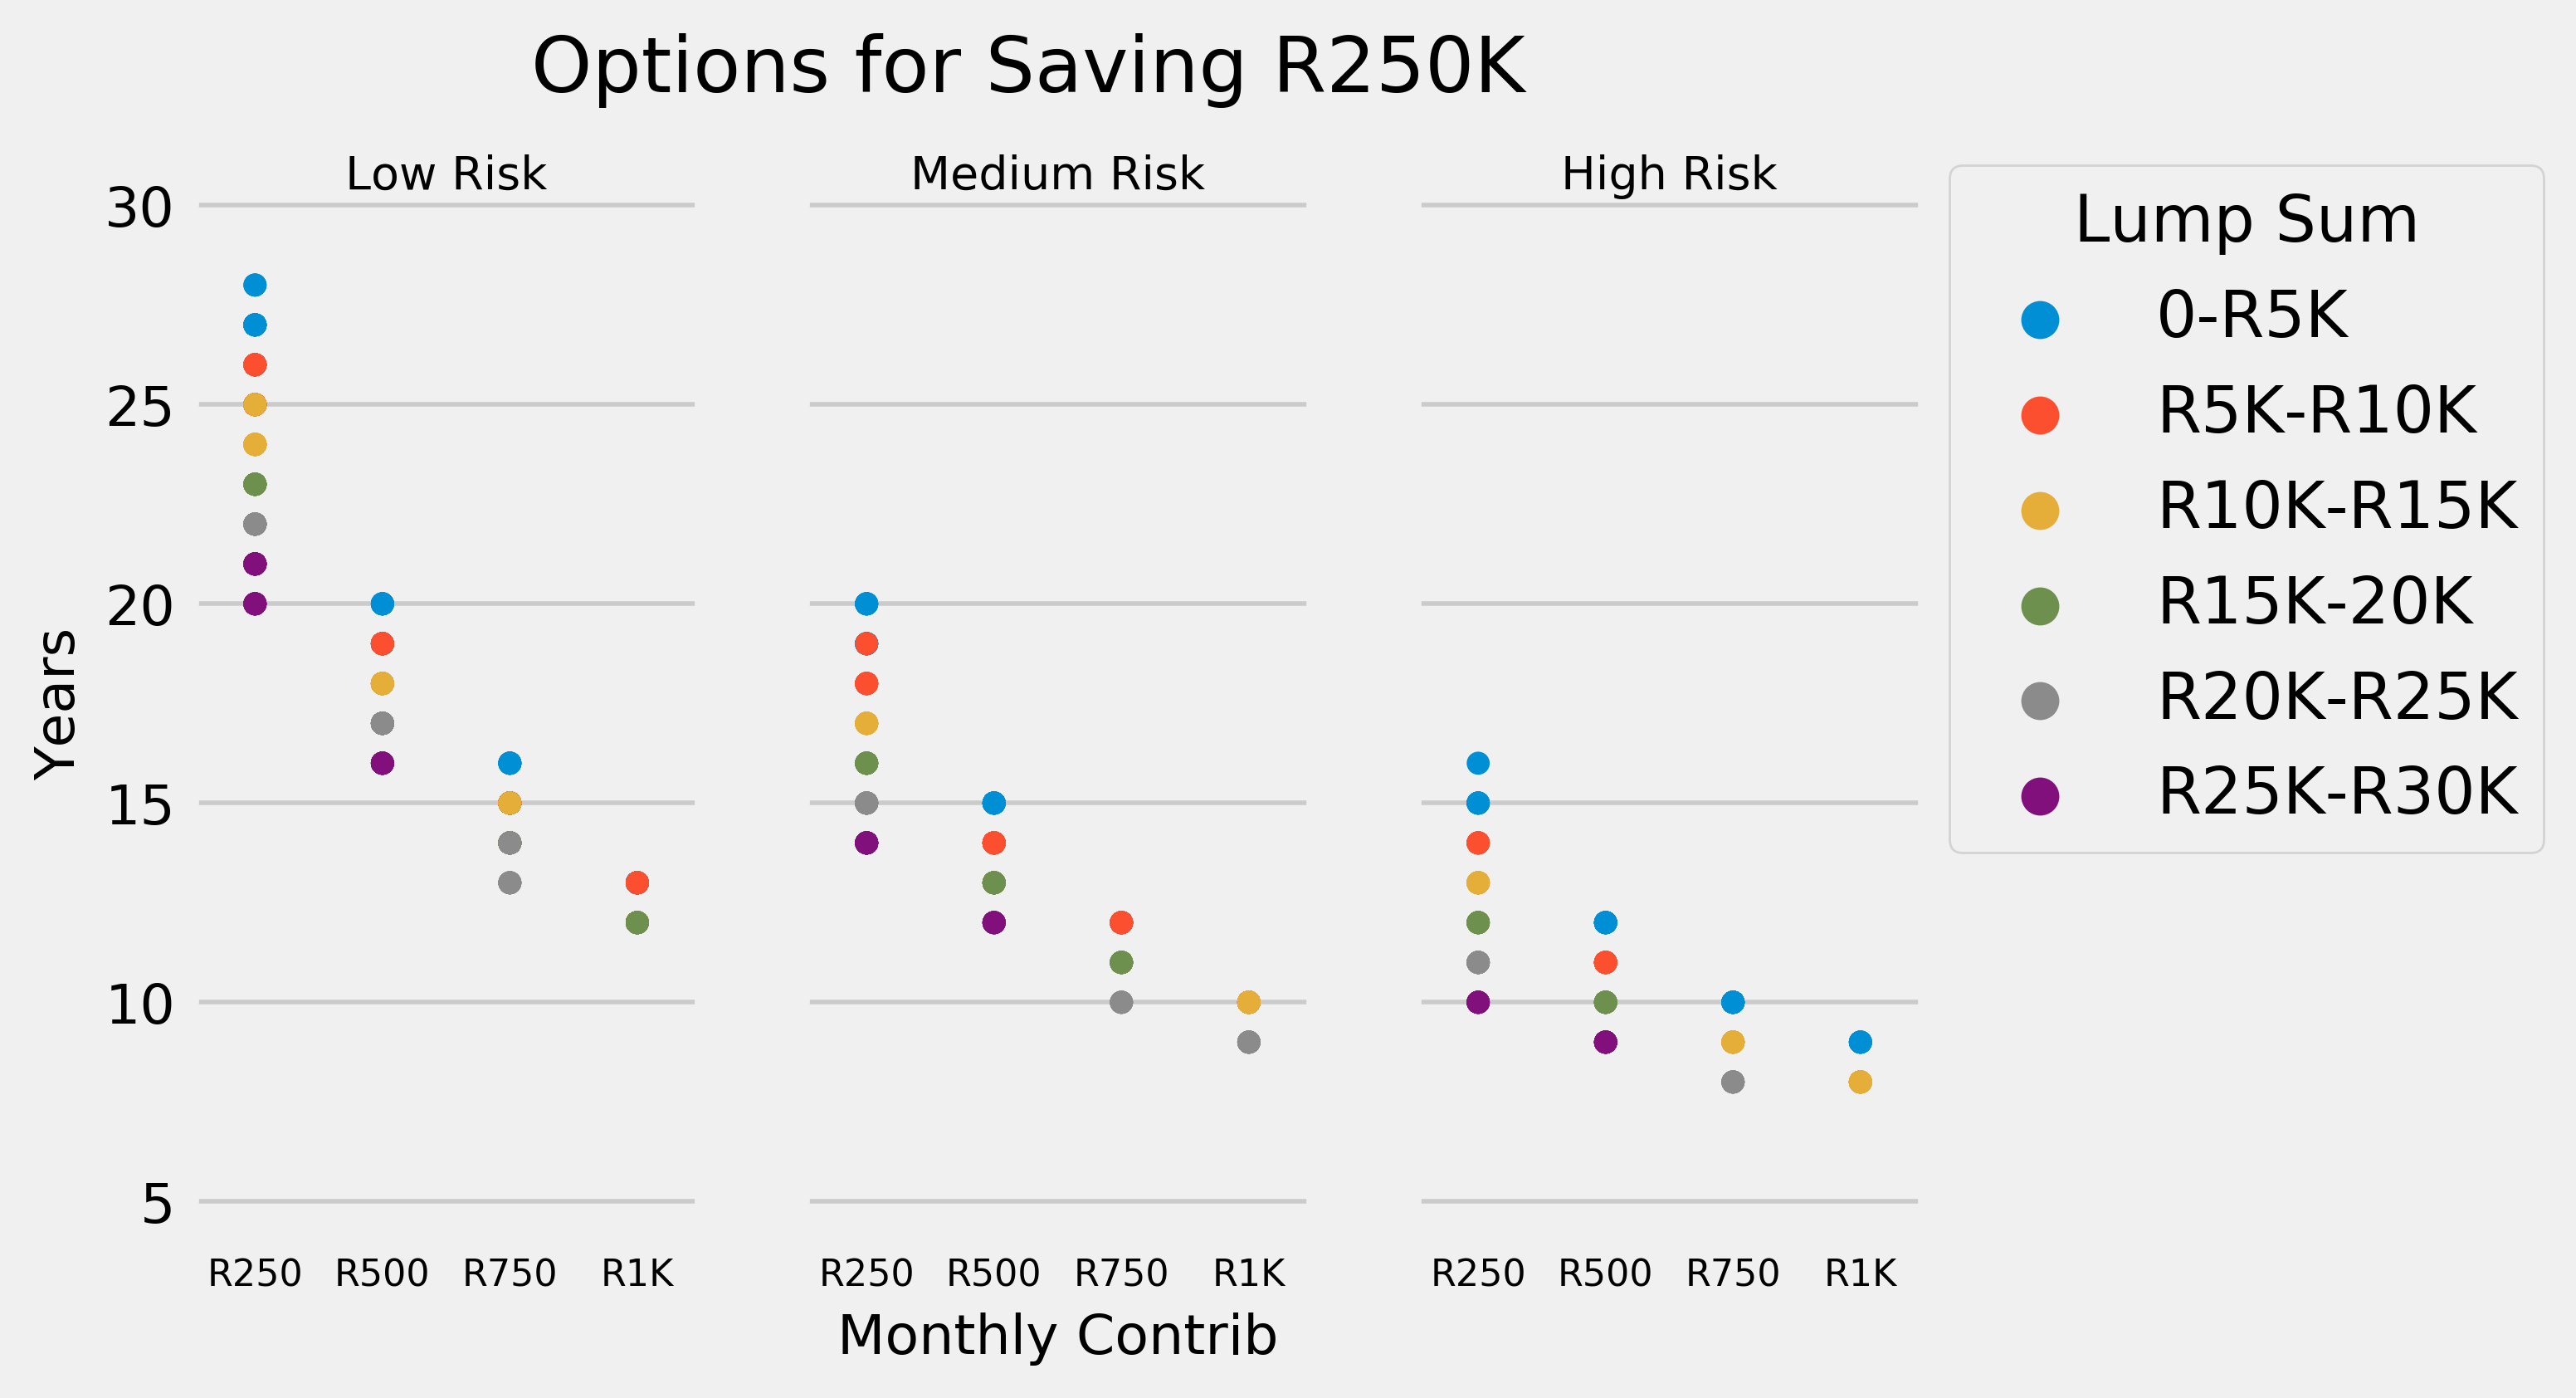 Options for Saving R250K
Low Risk
Medium Risk
High Risk
30
25
20
15
10
5
Years
R250 R500 R750 R1K
R250 R500 R750 R1K
R250 R500 R750 R1K
Monthly Contrib
Lump Sum
0-R5K
R5K-R10K
R10K-R15K
R15K-20K
R20K-R25K
R25K-R30K